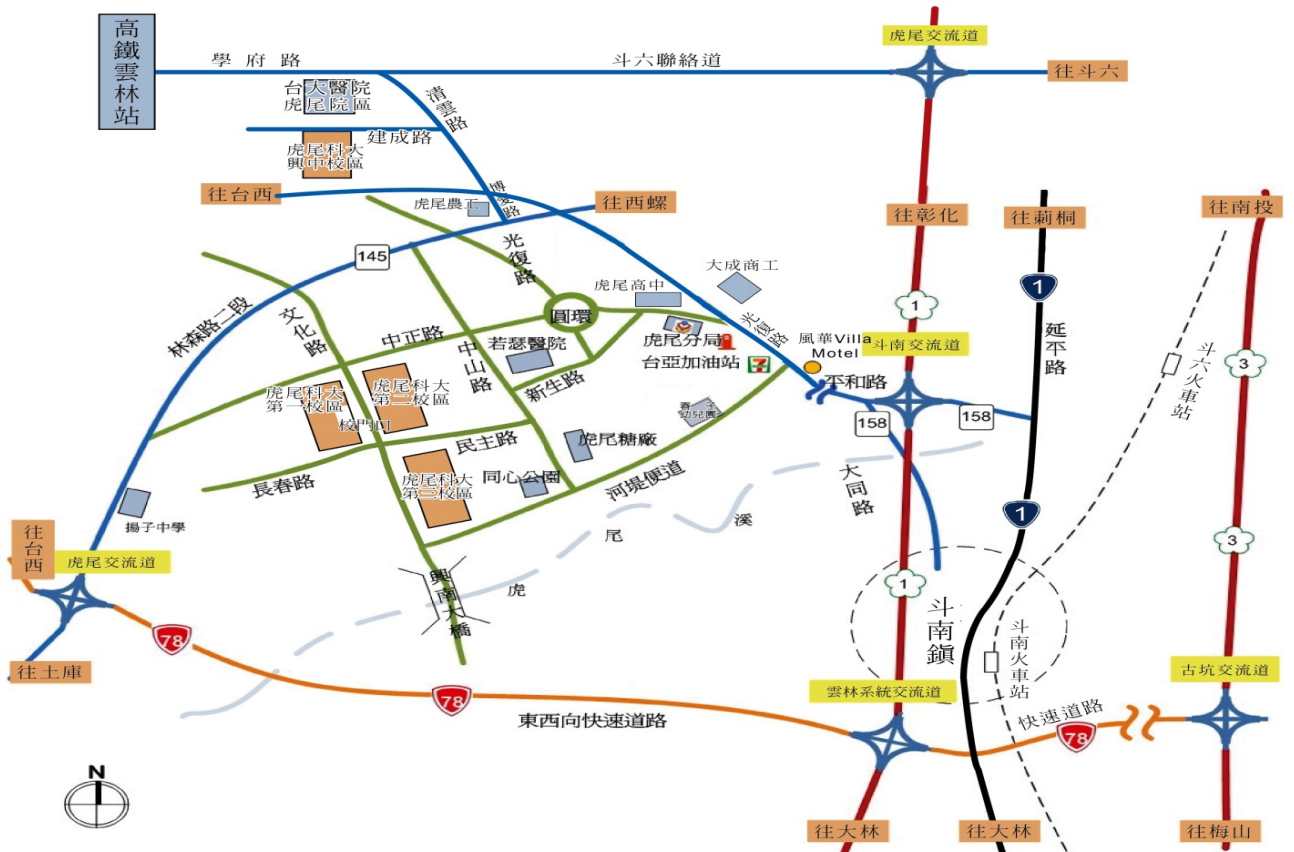 高鐵雲林站
學府路
斗六聯絡道
虎尾交流道
往斗六
台大醫院
虎尾院區
清雲路
建成路
虎尾科大
興中校區
往台西
虎尾農工
博愛路
往西螺
往彰化
往莿桐
往南投
145
光復路
大成商工
虎尾高中
1
1
圓環
林森路二段
文化路
中正路
中山路
若瑟醫院
虎尾分局
台亞加油站
7
光復路
風華Villa
Motel
斗南交流道
延平路
斗六火車站
3
虎尾科大
第一校區
校門口
虎尾科大
第二校區
新生路
平和路
158
158
幼兒園
民主路
虎尾糖廠
長春路
虎尾科大
第三校區
同心公園
河堤便道
大同路
揚子中學
尾
溪
虎
1
3
往台西
虎尾交流道
興南大橋
1
斗南鎮
斗南火車站
78
往土庫
78
東西向快速道路
雲林系統交流道
快速道路
78
古坑交流道
N
往大林
往大林
往梅山